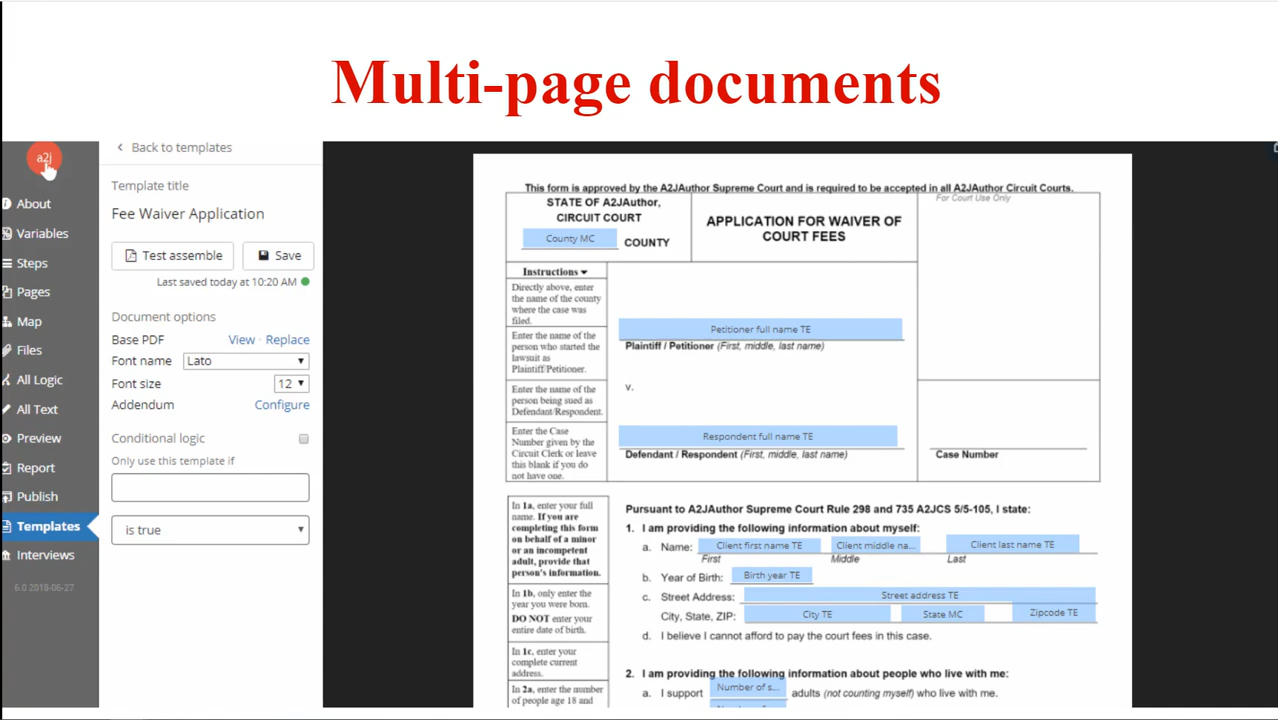 Multi-page documents
a2j
About
Variables
Steps
Pages
Map
Files
All Logic
All Text
Preview
Report
Publish
Templates
Interviews
6.0 2018-06-27
Back to templates
Template title
Fee Waiver Application
Test assemble
Save
Last saved today at 10:20 AM
Document options
Base PDF View · Replace
Font name Lato
Font size 12
Addendum Configure
Conditional logic
Only use this template if
is true
This form is approved by the A2JAuthor Supreme Court and is required to be accepted in all A2JAuthor Circuit Courts.
STATE OF A2JAuthor,
CIRCUIT COURT
County MC COUNTY
APPLICATION FOR WAIVER OF
COURT FEES
For Court Use Only
Instructions
Directly above, enter
the name of the county
where the case was
filed.
Enter the name of the
person who started the
lawsuit as
Plaintiff/Petitioner.
Enter the name of the
person being sued as
Defendant/Respondent.
Enter the Case
Number given by the
Circuit Clerk or leave
this blank if you do
not have one.
Petitioner full name TE
Plaintiff / Petitioner (First, middle, last name)
v.
Respondent full name TE
Defendant / Respondent (First, middle, last name)
Case Number
In 1a, enter your full
name. If you are
completing this form
on behalf of a minor
or an incompetent
adult, provide that
person's information.
In 1b, only enter the
year you were born.
DO NOT enter your
entire date of birth.
In 1c, enter your
complete current
address.
In 2a, enter the number
of people age 18 and
Pursuant to A2JAuthor Supreme Court Rule 298 and 735 A2JCS 5/5-105, I state:
1. I am providing the following information about myself:
a. Name: Client first name TE Client middle na... Client last name TE
First Middle Last
b. Year of Birth: Birth year TE
c. Street Address: Street address TE
City, State, ZIP: City TE State MC Zipcode TE
d. I believe I cannot afford to pay the court fees in this case.
2. I am providing the following information about people who live with me:
a. I support Number of s... adults (not counting myself) who live with me.